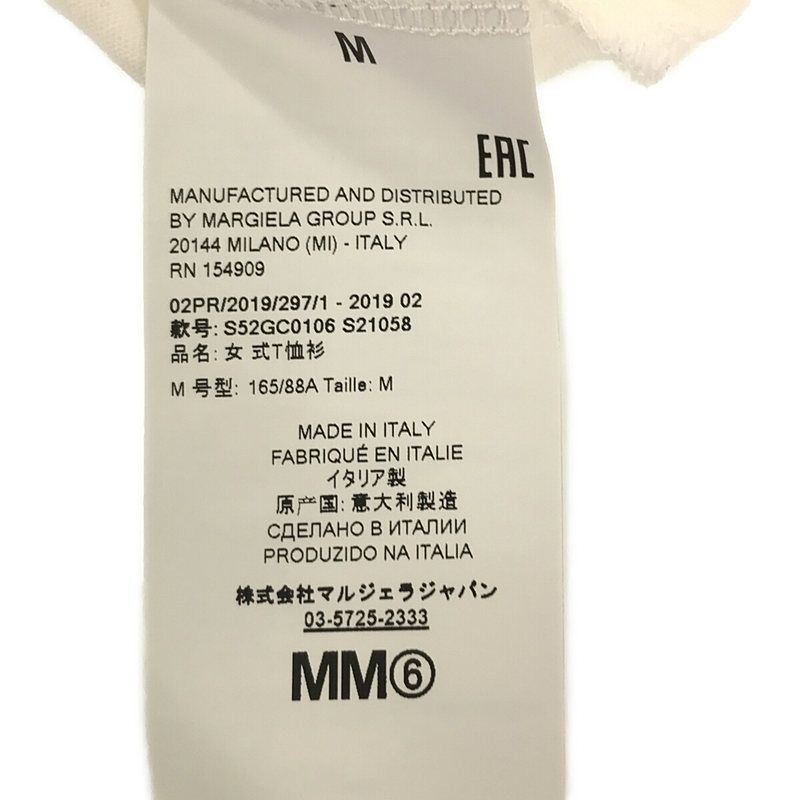 M
EAC
MANUFACTURED AND DISTRIBUTED
BY MARGIELA GROUP S.R.L.
20144 MILANO (MI) - ITALY
RN 154909
02PR/2019/297/1 - 2019 02
款号: S52GC0106 S21058
品名: 女 式T恤衫
M 号型: 165/88A Taille: M
MADE IN ITALY
FABRIQUÉ EN ITALIE
イタリア製
原产国: 意大利製造
СДЕЛАНО В ИТАЛИИ
PRODUZIDO NA ITALIA
株式会社マルジェラジャパン
03-5725-2333
MM⑥